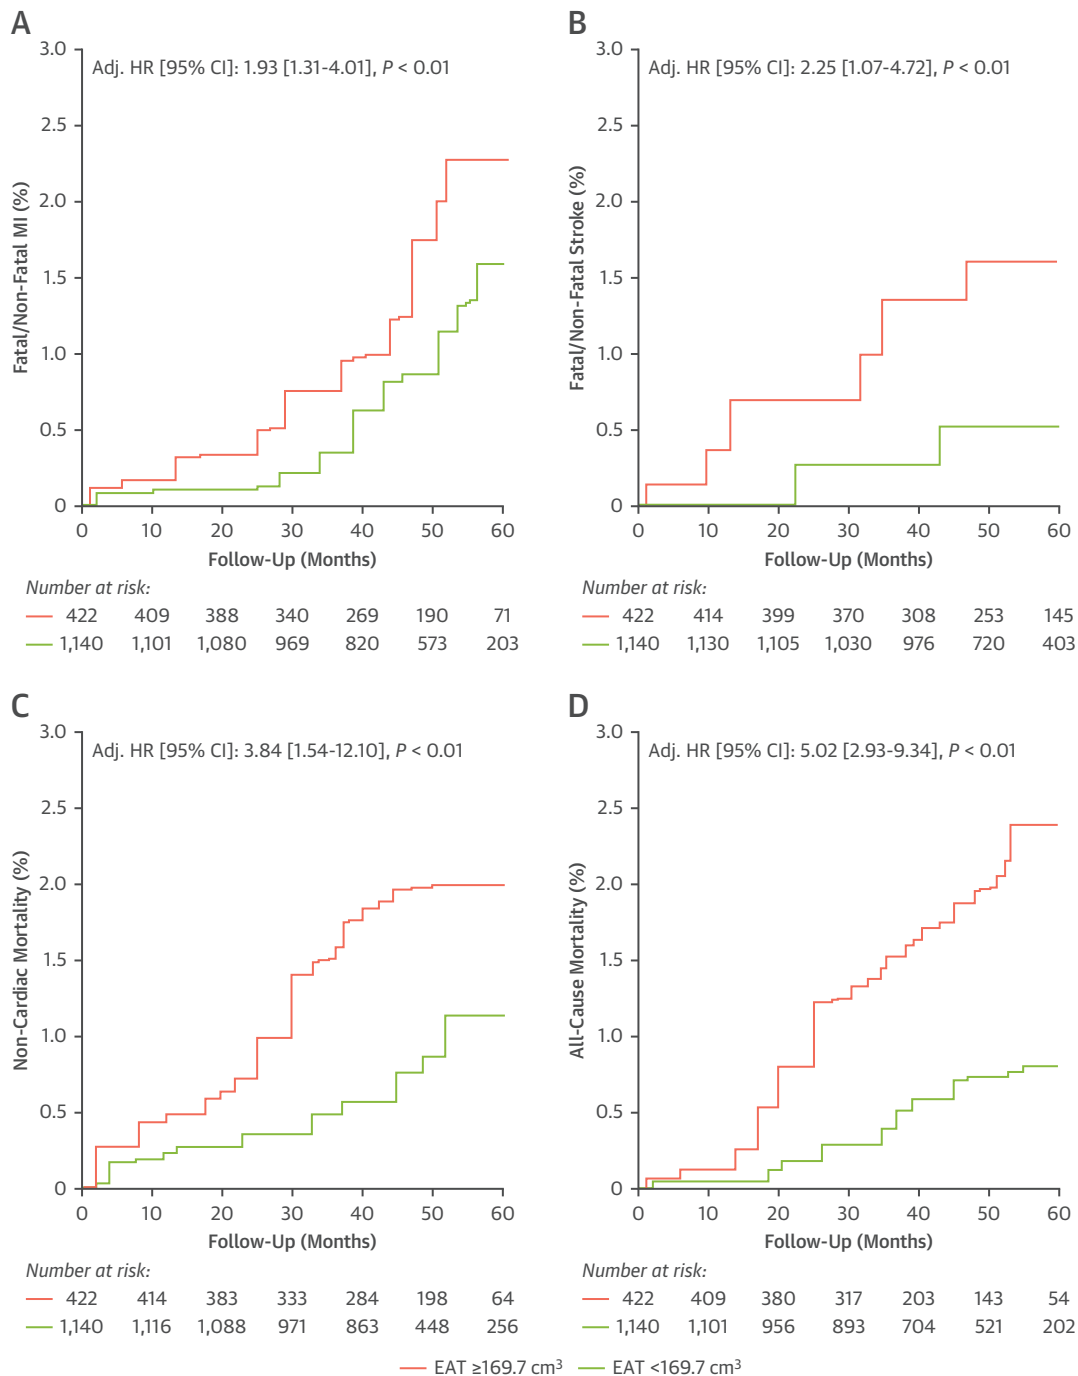 A
Adj. HR [95% CI]: 1.93 [1.31-4.01], P < 0.01
Fatal/Non-Fatal MI (%)
3.0
2.5
2.0
1.5
1.0
0.5
0
0 10 20 30 40 50 60
Follow-Up (Months)
Number at risk:
422 409 388 340 269 190 71
1,140 1,101 1,080 969 820 573 203
B
Adj. HR [95% CI]: 2.25 [1.07-4.72], P < 0.01
Fatal/Non-Fatal Stroke (%)
3.0
2.5
2.0
1.5
1.0
0.5
0
0 10 20 30 40 50 60
Follow-Up (Months)
Number at risk:
422 414 399 370 308 253 145
1,140 1,130 1,105 1,030 976 720 403
C
Adj. HR [95% CI]: 3.84 [1.54-12.10], P < 0.01
Non-Cardiac Mortality (%)
3.0
2.5
2.0
1.5
1.0
0.5
0
0 10 20 30 40 50 60
Follow-Up (Months)
Number at risk:
422 414 383 333 284 198 64
1,140 1,116 1,088 971 863 448 256
D
Adj. HR [95% CI]: 5.02 [2.93-9.34], P < 0.01
All-Cause Mortality (%)
3.0
2.5
2.0
1.5
1.0
0.5
0
0 10 20 30 40 50 60
Follow-Up (Months)
Number at risk:
422 409 380 317 203 143 54
1,140 1,101 956 893 704 521 202
EAT ≥169.7 cm³ EAT <169.7 cm³